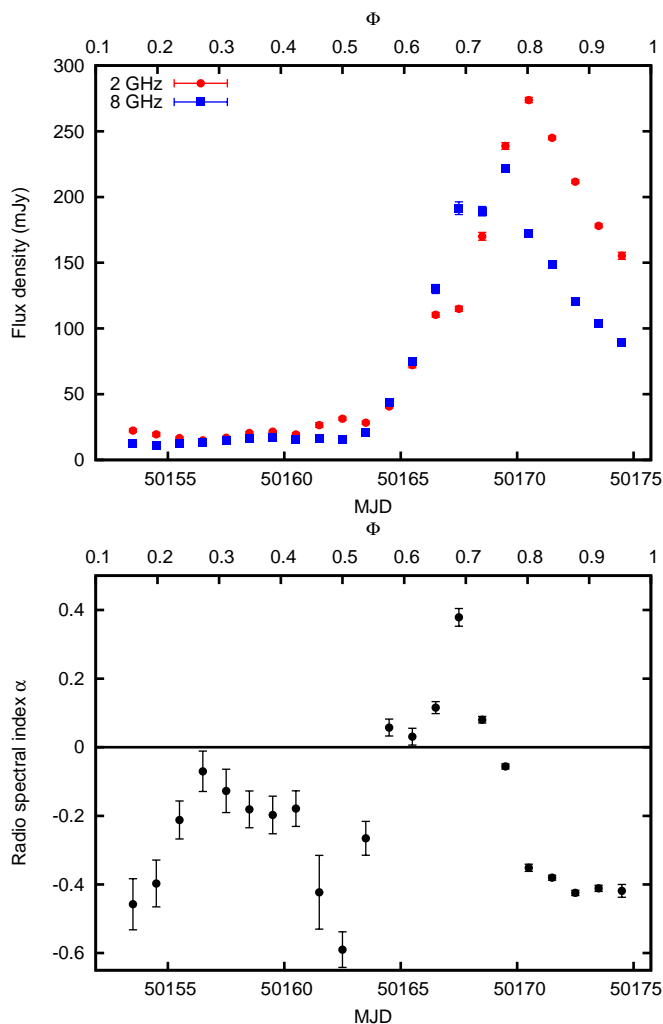 Φ
0.1 0.2 0.3 0.4 0.5 0.6 0.7 0.8 0.9 1
300
2 GHz
8 GHz
250
200
150
100
50
0
Flux density (mJy)
50155 50160 50165 50170 50175
MJD
Φ
0.1 0.2 0.3 0.4 0.5 0.6 0.7 0.8 0.9 1
0.4
0.2
0
-0.2
-0.4
-0.6
Radio spectral index α
50155 50160 50165 50170 50175
MJD